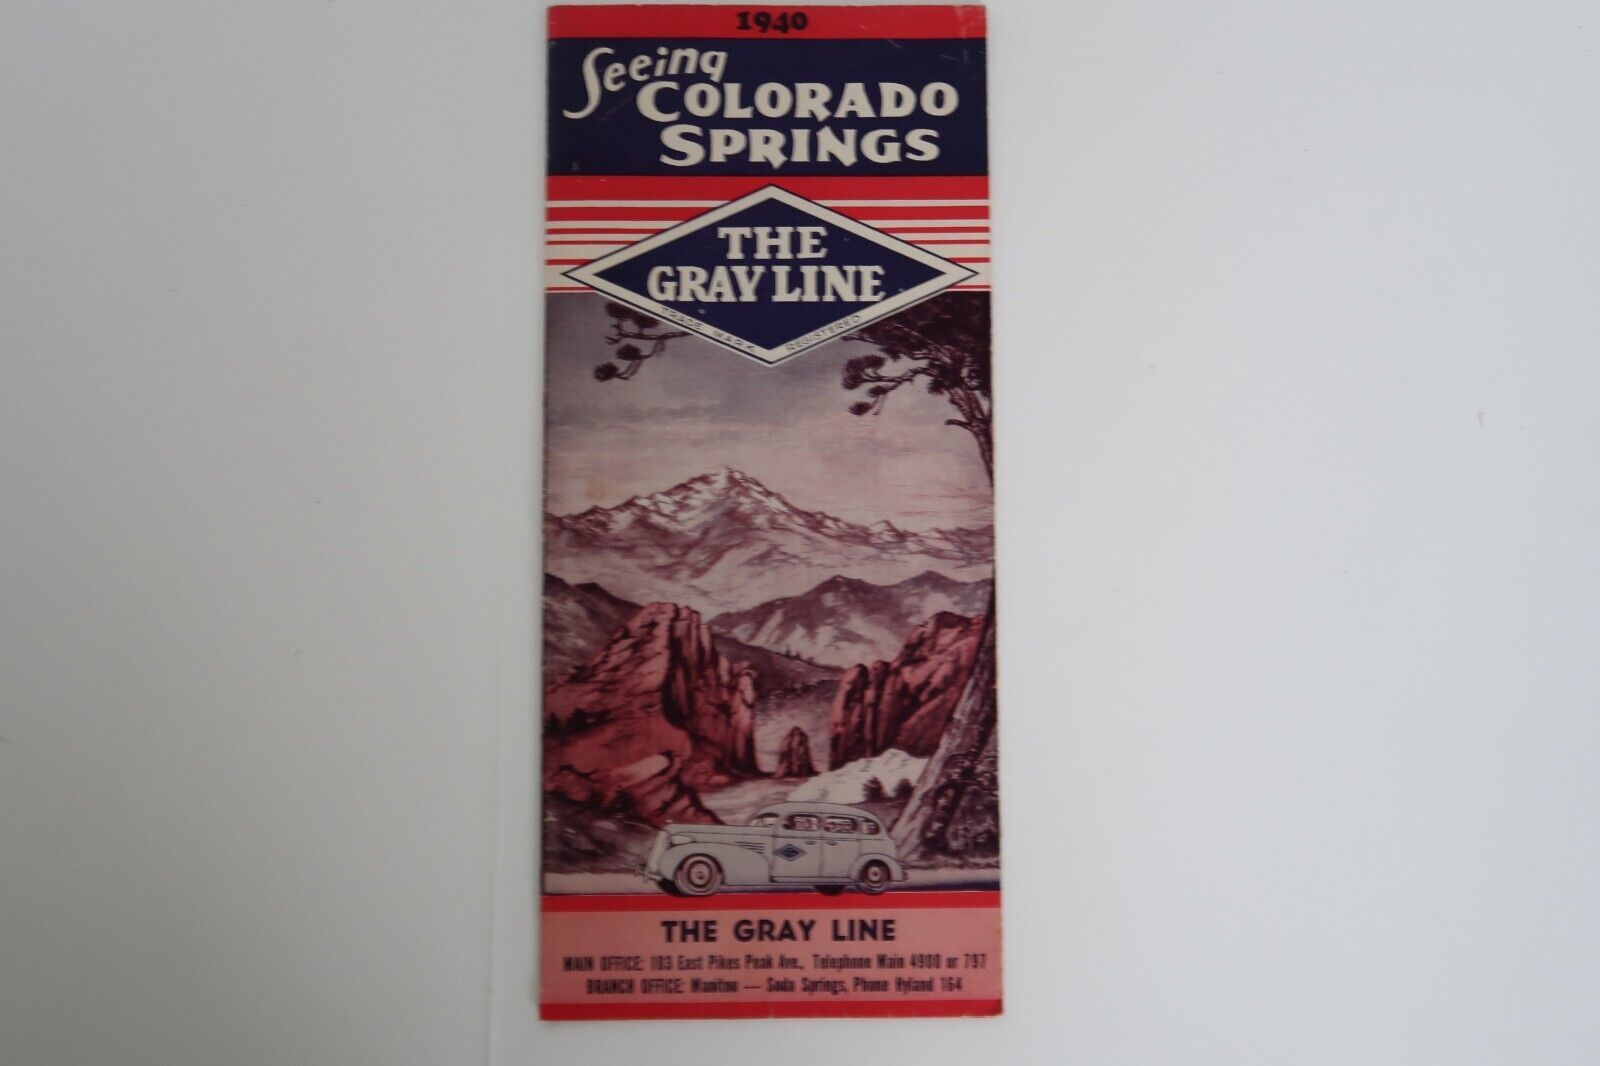 1940
Seeing
COLORADO
SPRINGS
THE
GRAY LINE
TRADE MARK REGISTERED
THE GRAY LINE
MAIN OFFICE: 103 East Pikes Peak Ave., Telephone Main 4900 or 797
BRANCH OFFICE: Manitou — Soda Springs, Phone Hyland 164